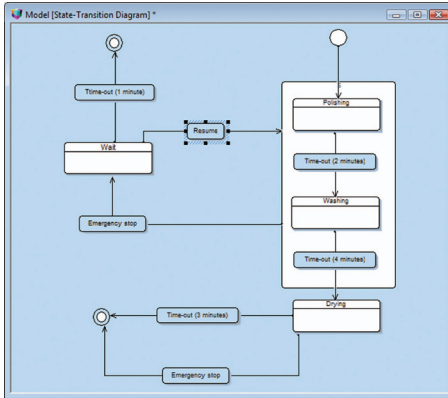 Model [State-Transition Diagram] *
Ttime-out (1 minute)
Polishing
Resume
Wait
Time-out (2 minutes)
Washing
Emergency stop
Time-out (4 minutes)
Drying
Time-out (3 minutes)
Emergency stop